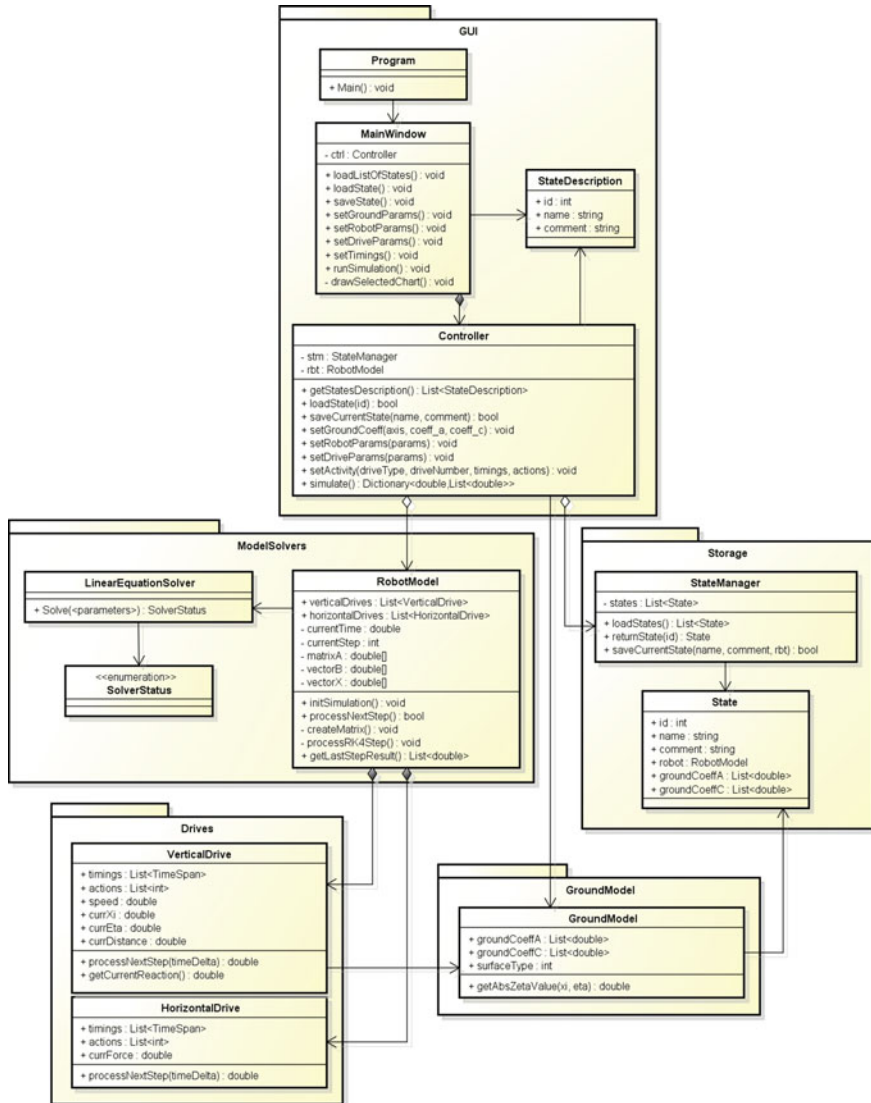 GUI
Program
+ Main() : void
MainWindow
- ctrl : Controller
+ loadListOfStates() : void
+ loadState() : void
+ saveState() : void
+ setGroundParams() : void
+ setRobotParams() : void
+ setDriveParams() : void
+ setTimings() : void
+ runSimulation() : void
- drawSelectedChart() : void
StateDescription
+ id : int
+ name : string
+ comment : string
Controller
- stm : StateManager
- rbt : RobotModel
+ getStatesDescription() : List<StateDescription>
+ loadState(id) : bool
+ saveCurrentState(name, comment) : bool
+ setGroundCoeff(axis, coeff_a, coeff_c) : void
+ setRobotParams(params) : void
+ setDriveParams(params) : void
+ setActivity(driveType, driveNumber, timings, actions) : void
+ simulate() : Dictionary<double,List<double>>
ModelSolvers
LinearEquationSolver
+ Solve(<parameters>) : SolverStatus
<<enumeration>>
SolverStatus
RobotModel
+ verticalDrives : List<VerticalDrive>
+ horizontalDrives : List<HorizontalDrive>
- currentTime : double
- currentStep : int
- matrixA : double[]
- vectorB : double[]
- vectorX : double[]
+ initSimulation() : void
+ processNextStep() : bool
- createMatrix() : void
- processRK4Step() : void
+ getLastStepResult() : List<double>
Storage
StateManager
- states : List<State>
+ loadStates() : List<State>
+ returnState(id) : State
+ saveCurrentState(name, comment, rbt) : bool
State
+ id : int
+ name : string
+ comment : string
+ robot : RobotModel
+ groundCoeffA : List<double>
+ groundCoeffC : List<double>
Drives
VerticalDrive
+ timings : List<TimeSpan>
+ actions : List<int>
+ speed : double
+ currXi : double
+ currEta : double
+ currDistance : double
+ processNextStep(timeDelta) : double
+ getCurrentReaction() : double
HorizontalDrive
+ timings : List<TimeSpan>
+ actions : List<int>
+ currForce : double
+ processNextStep(timeDelta) : double
GroundModel
GroundModel
+ groundCoeffA : List<double>
+ groundCoeffC : List<double>
+ surfaceType : int
+ getAbsZetaValue(xi, eta) : double